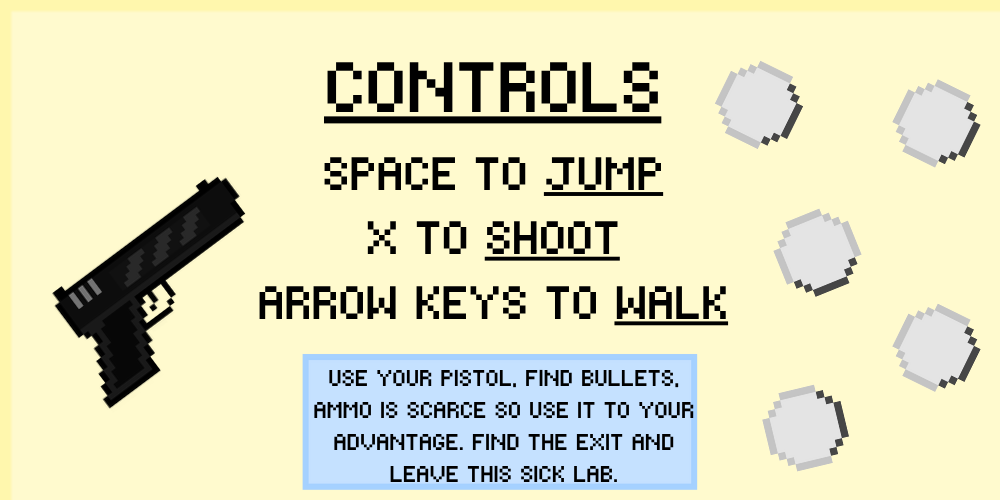 CONTROLS
SPACE TO JUMP
X TO SHOOT
ARROW KEYS TO WALK
USE YOUR PISTOL, FIND BULLETS,
AMMO IS SCARCE SO USE IT TO YOUR
ADVANTAGE. FIND THE EXIT AND
LEAVE THIS SICK LAB.